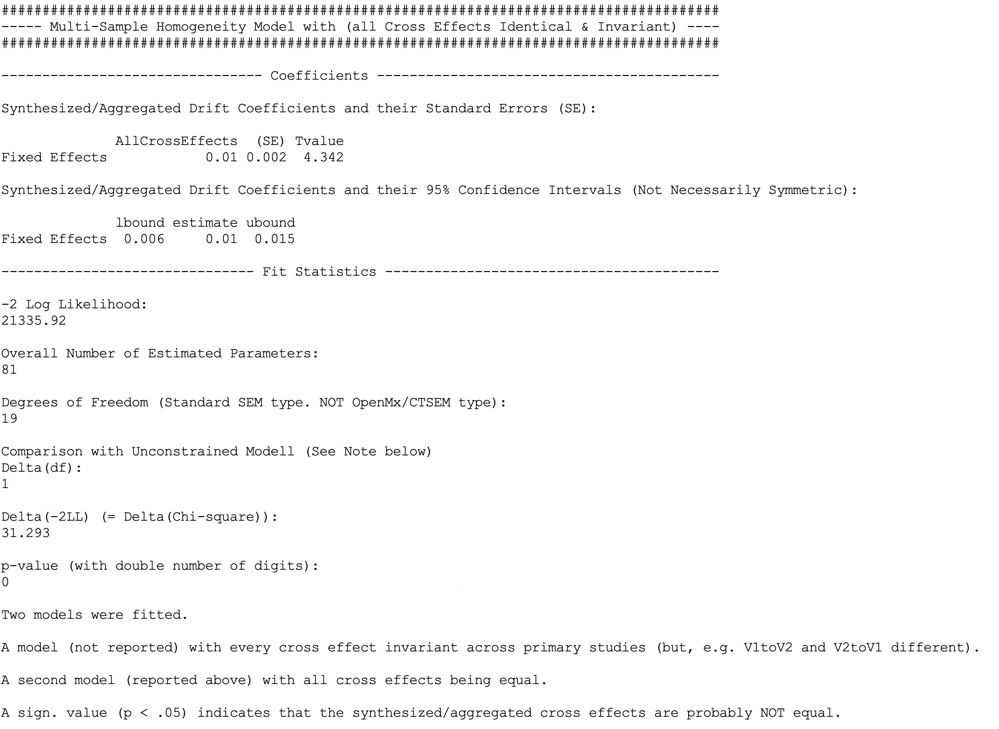 ########################################################################################
----- Multi-Sample Homogeneity Model with (all Cross Effects Identical & Invariant) ----
########################################################################################
-------------------------------- Coefficients ------------------------------------------
Synthesized/Aggregated Drift Coefficients and their Standard Errors (SE):
AllCrossEffects (SE) Tvalue
Fixed Effects 0.01 0.002 4.342
Synthesized/Aggregated Drift Coefficients and their 95% Confidence Intervals (Not Necessarily Symmetric):
lbound estimate ubound
Fixed Effects 0.006 0.01 0.015
------------------------------- Fit Statistics -----------------------------------------
-2 Log Likelihood:
21335.92
Overall Number of Estimated Parameters:
81
Degrees of Freedom (Standard SEM type. NOT OpenMx/CTSEM type):
19
Comparison with Unconstrained Modell (See Note below)
Delta(df):
1
Delta(-2LL) (= Delta(Chi-square)):
31.293
p-value (with double number of digits):
0
Two models were fitted.
A model (not reported) with every cross effect invariant across primary studies (but, e.g. V1toV2 and V2toV1 different).
A second model (reported above) with all cross effects being equal.
A sign. value (p < .05) indicates that the synthesized/aggregated cross effects are probably NOT equal.